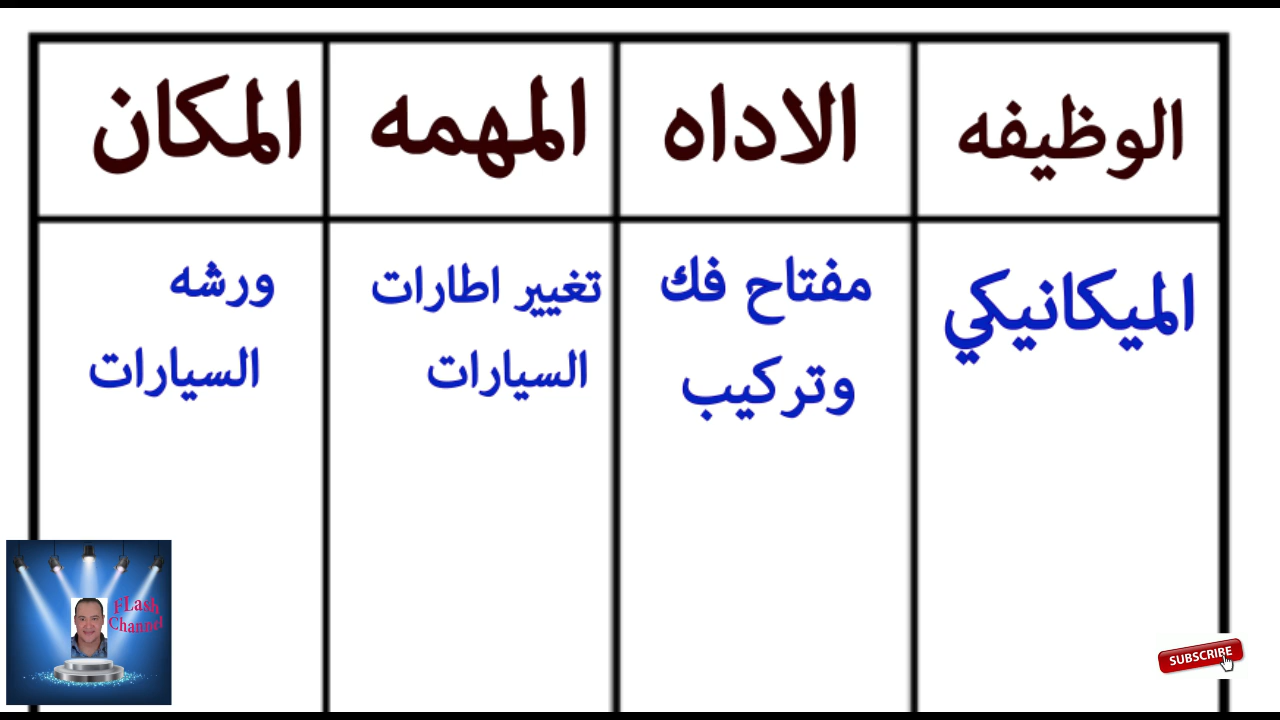 الوظيفه الاداه المهمه المكان
الميكانيكي
مفتاح فك
وتركيب
تغيير اطارات
السيارات
ورشه
السيارات
FLash
Channel
SUBSCRIBE